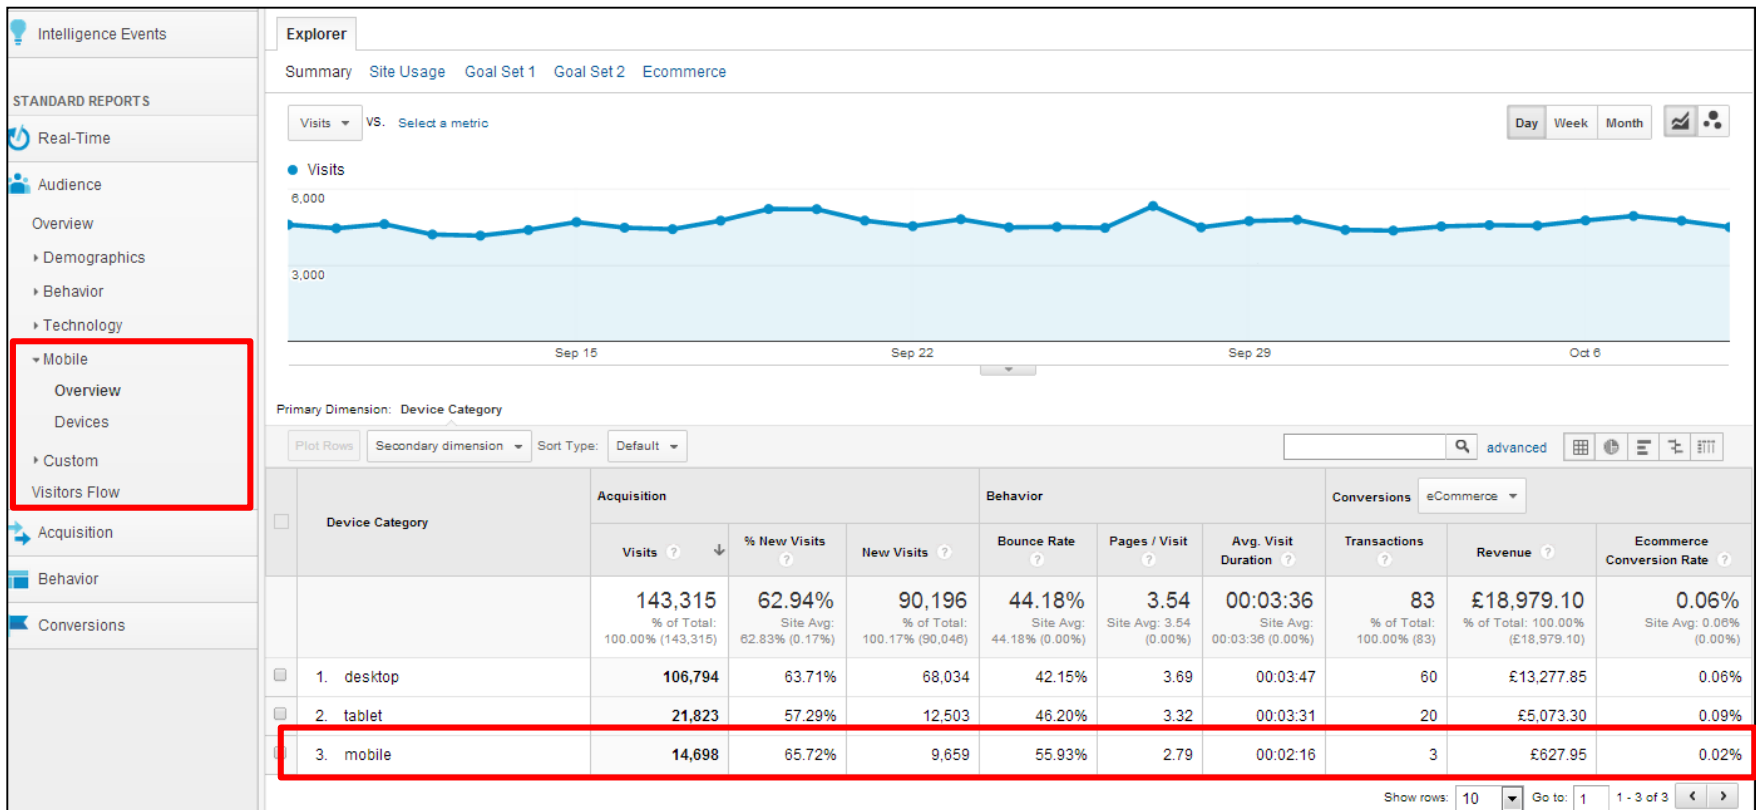 Intelligence Events
STANDARD REPORTS
Real-Time
Audience
Overview
Demographics
Behavior
Technology
Mobile
Overview
Devices
Custom
Visitors Flow
Acquisition
Behavior
Conversions
Explorer
Summary Site Usage Goal Set 1 Goal Set 2 Ecommerce
Visits VS. Select a metric
Day Week Month
Visits
6,000
3,000
Sep 15 Sep 22 Sep 29 Oct 6
Primary Dimension: Device Category
Plot Rows Secondary dimension Sort Type: Default advanced
Device Category
Acquisition Behavior Conversions eCommerce
Visits ? % New Visits ? New Visits ? Bounce Rate ? Pages / Visit ? Avg. Visit Duration ? Transactions ? Revenue ? Ecommerce Conversion Rate ?
143,315 62.94% 90,196 44.18% 3.54 00:03:36 83 £18,979.10 0.06%
% of Total: Site Avg: % of Total: Site Avg: Site Avg: 3.54 Site Avg: % of Total: % of Total: 100.00% Site Avg: 0.06%
100.00% (143,315) 62.83% (0.17%) 100.17% (90,046) 44.18% (0.00%) (0.00%) 00:03:36 (0.00%) 100.00% (83) (£18,979.10) (0.00%)
1. desktop 106,794 63.71% 68,034 42.15% 3.69 00:03:47 60 £13,277.85 0.06%
2. tablet 21,823 57.29% 12,503 46.20% 3.32 00:03:31 20 £5,073.30 0.09%
3. mobile 14,698 65.72% 9,659 55.93% 2.79 00:02:16 3 £627.95 0.02%
Show rows: 10 Go to: 1 1 - 3 of 3